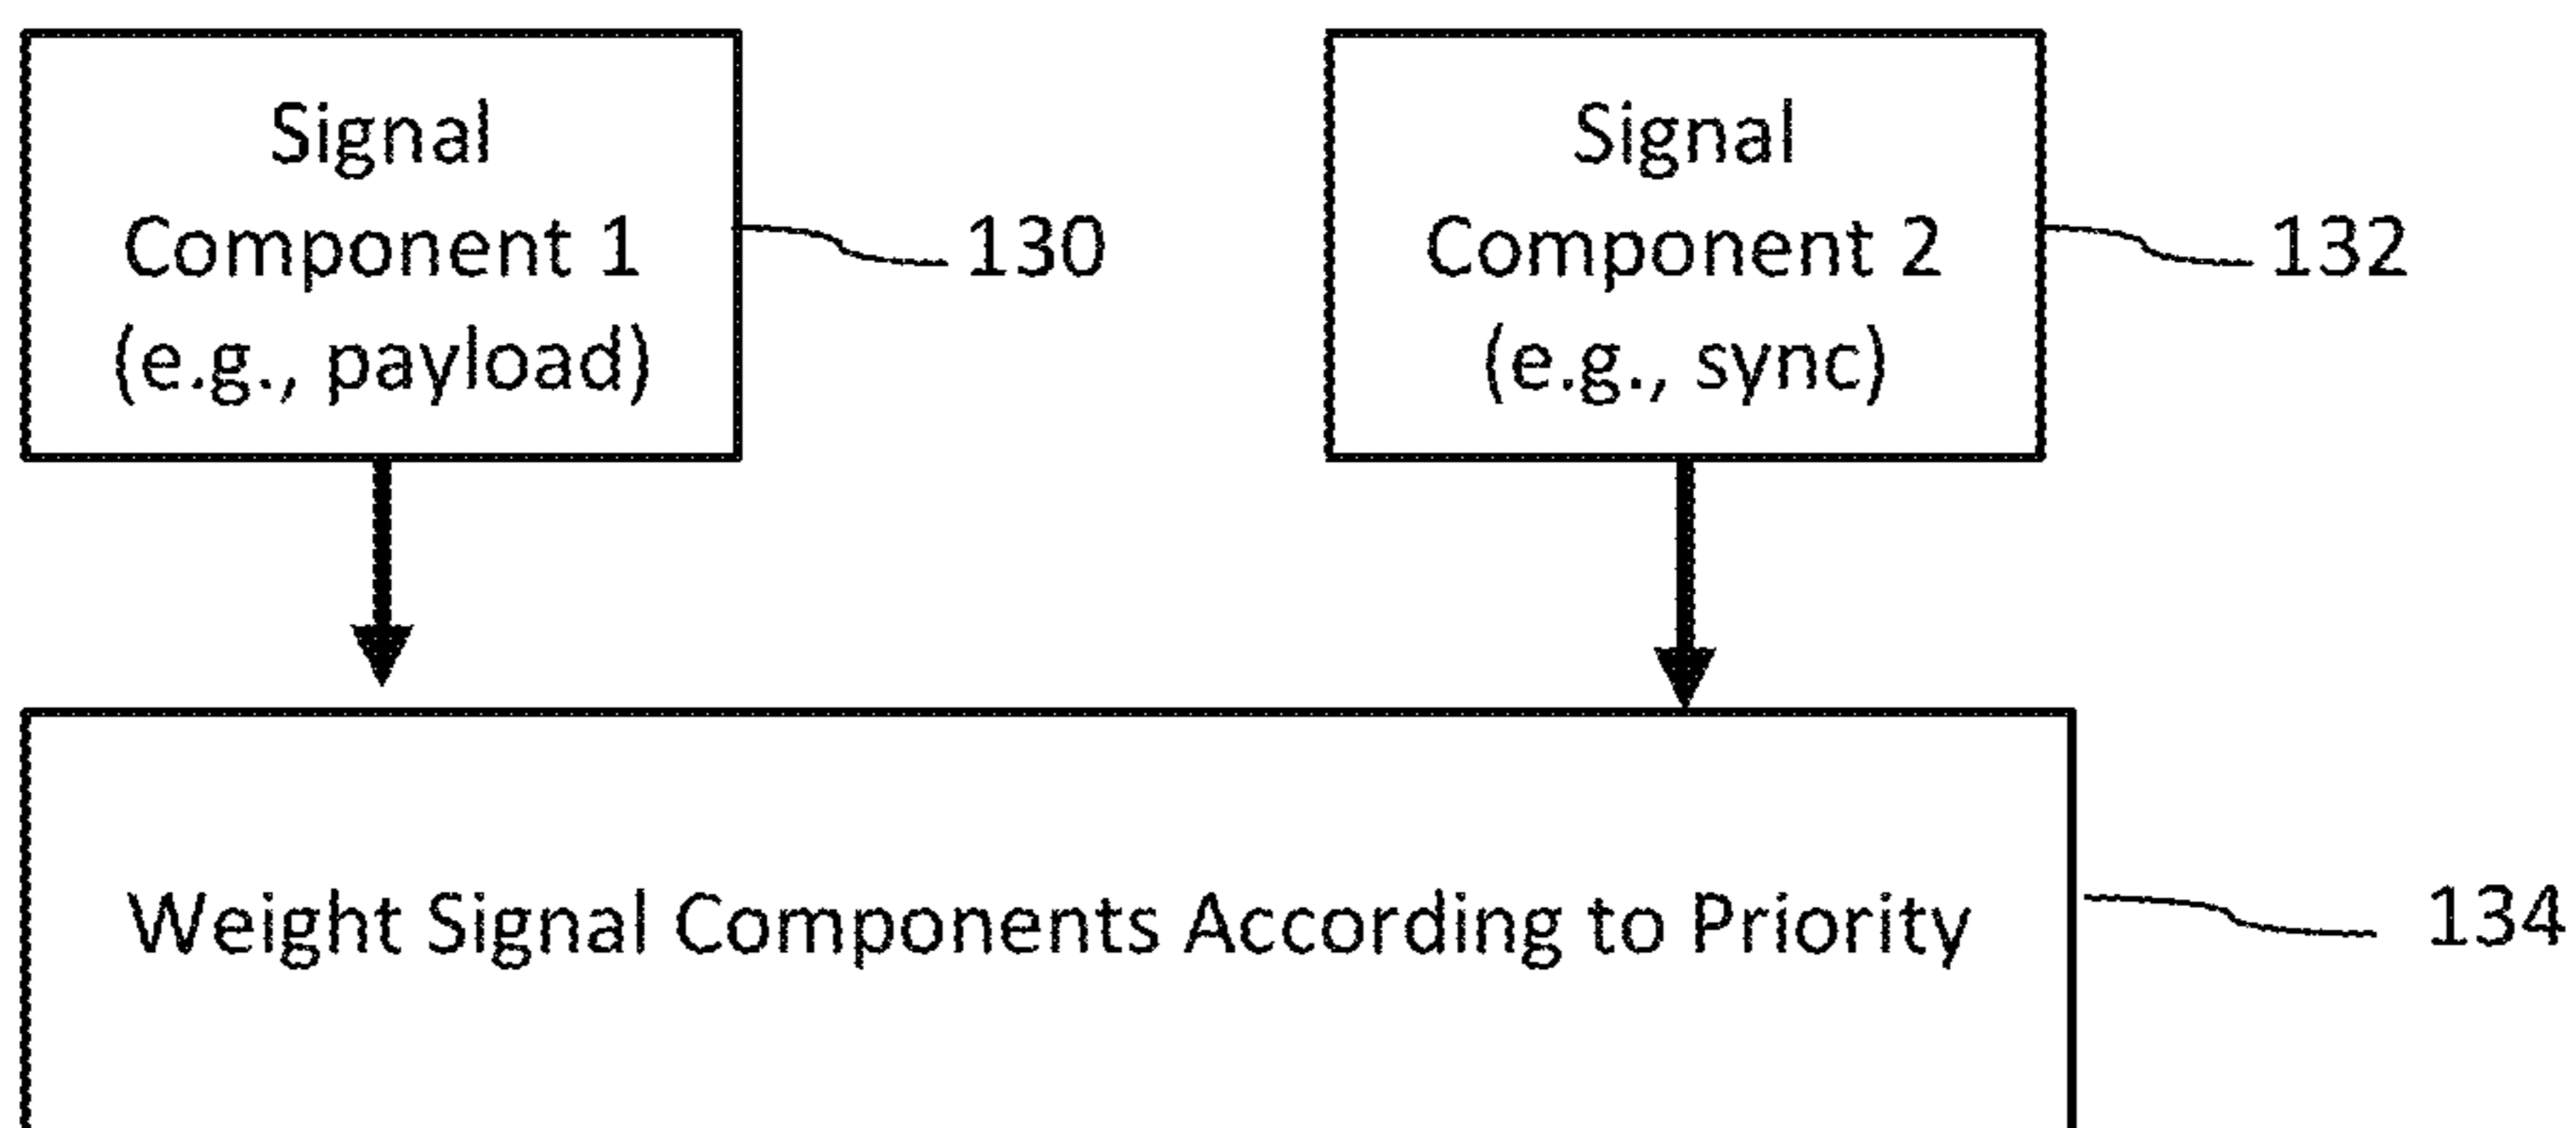 Signal
Component 1
(e.g., payload)
130
Signal
Component 2
(e.g., sync)
132
Weight Signal Components According to Priority
134